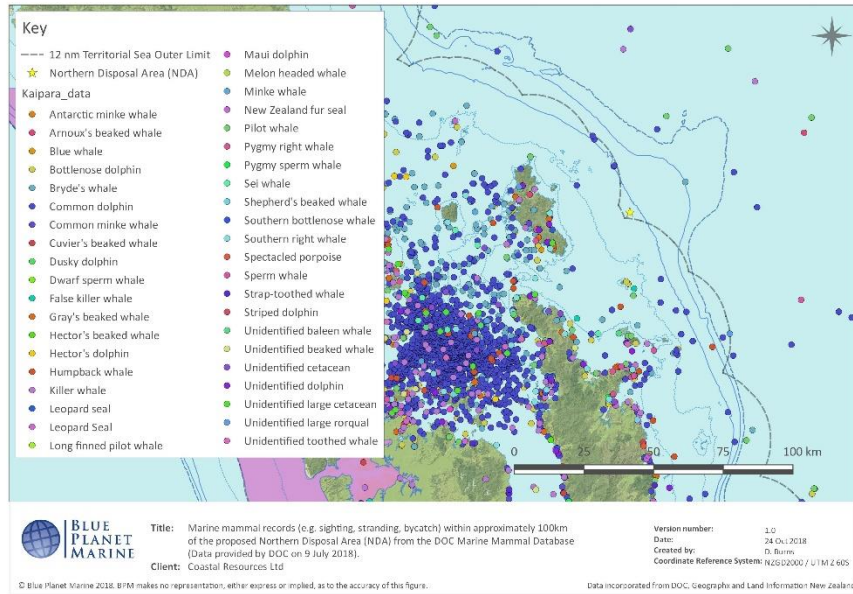 Key
12 nm Territorial Sea Outer Limit
Northern Disposal Area (NDA)
Kaipara_data
Antarctic minke whale
Arnoux's beaked whale
Blue whale
Bottlenose dolphin
Bryde's whale
Common dolphin
Common minke whale
Cuvier's beaked whale
Dusky dolphin
Dwarf sperm whale
False killer whale
Gray's beaked whale
Hector's beaked whale
Hector's dolphin
Humpback whale
Killer whale
Leopard seal
Leopard Seal
Long finned pilot whale
Maui dolphin
Melon headed whale
Minke whale
New Zealand fur seal
Pilot whale
Pygmy right whale
Pygmy sperm whale
Sei whale
Shepherd's beaked whale
Southern bottlenose whale
Southern right whale
Spectacled porpoise
Sperm whale
Strap-toothed whale
Striped dolphin
Unidentified baleen whale
Unidentified beaked whale
Unidentified cetacean
Unidentified dolphin
Unidentified large cetacean
Unidentified large rorqual
Unidentified toothed whale
0 25 50 75 100 km
BLUE
PLANET
MARINE
Title: Marine mammal records (e.g. sighting, stranding, bycatch) within approximately 100km
of the proposed Northern Disposal Area (NDA) from the DOC Marine Mammal Database
(Data provided by DOC on 9 July 2018).
Client: Coastal Resources Ltd
Version number: 1.0
Date: 24 Oct 2018
Created by: D. Burns
Coordinate Reference System: NZGD2000 / UTM Z 60S
© Blue Planet Marine 2018. BPM makes no representation, either express or implied, as to the accuracy of this figure.
Data incorporated from DOC, Geographx and Land Information New Zealand